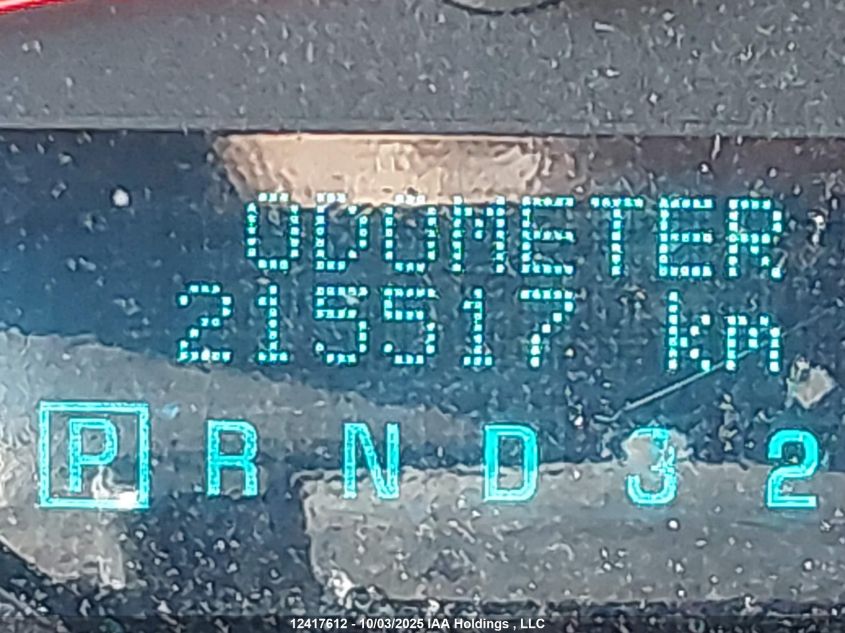 ODOMETER
215517 km
P R N D 3 2
12417612 - 10/03/2025 IAA Holdings , LLC